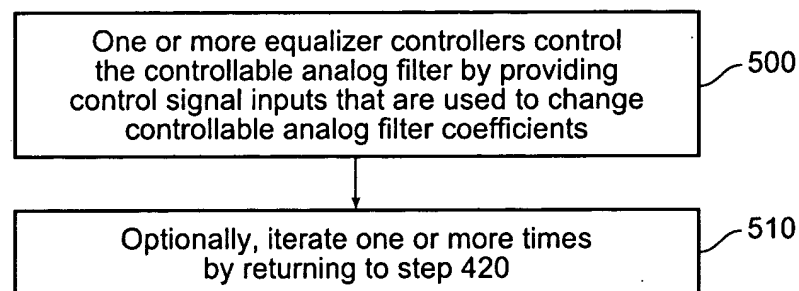 One or more equalizer controllers control
the controllable analog filter by providing
control signal inputs that are used to change
controllable analog filter coefficients
500
Optionally, iterate one or more times
by returning to step 420
510